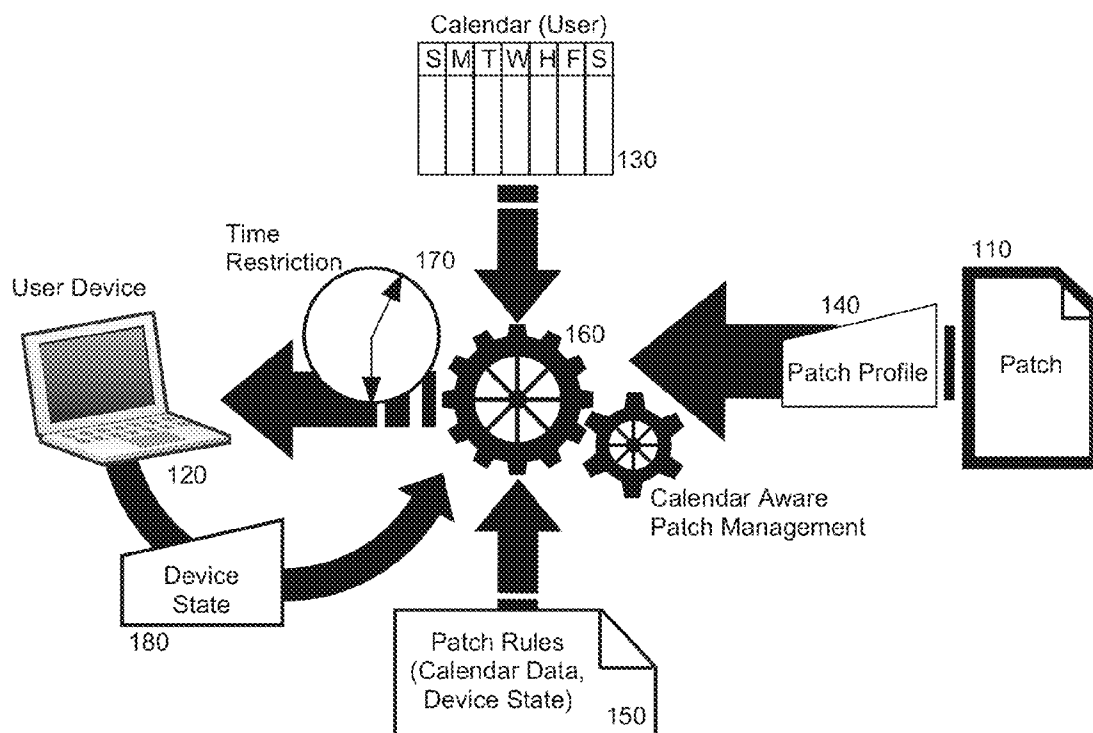 Calendar (User)
S M T W H F S
130
Time
Restriction
170
110
User Device
140
160
Patch Profile
Patch
120
Calendar Aware
Patch Management
Device
State
180
Patch Rules
(Calendar Data,
Device State)
150